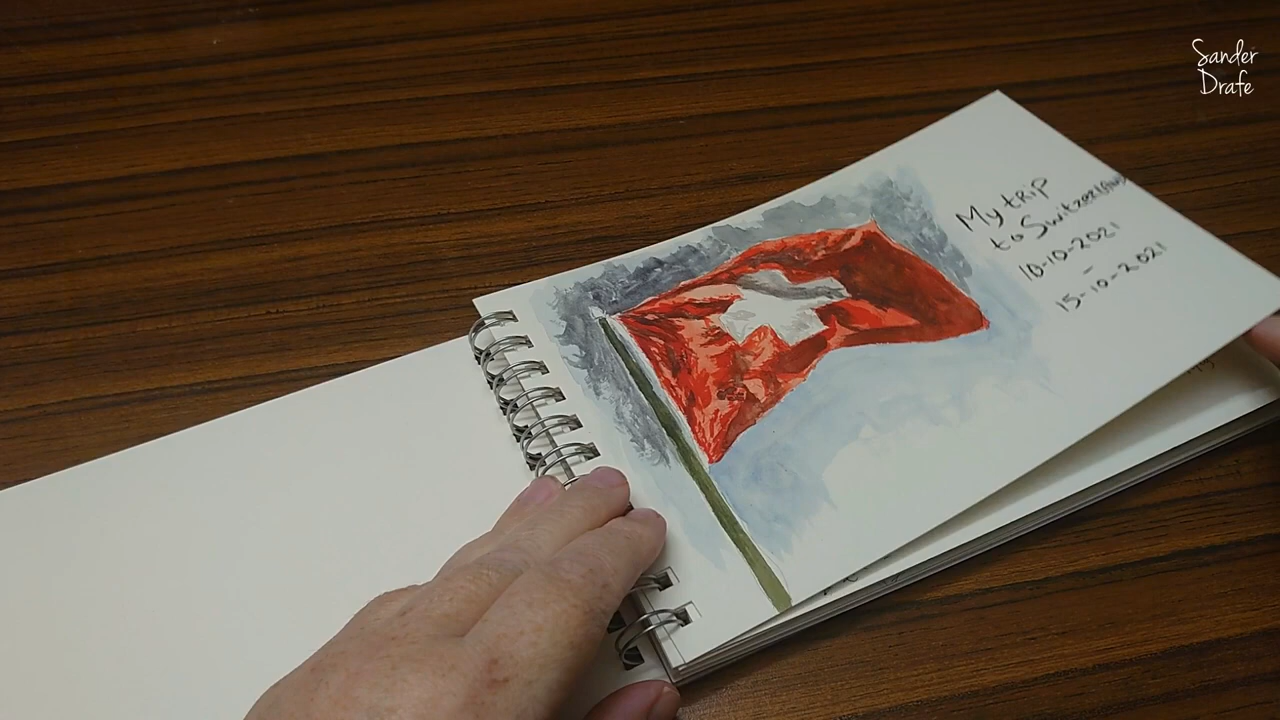 Sander
Drafe
My trip
to Switzerland
10-10-2021
-
15-10-2021